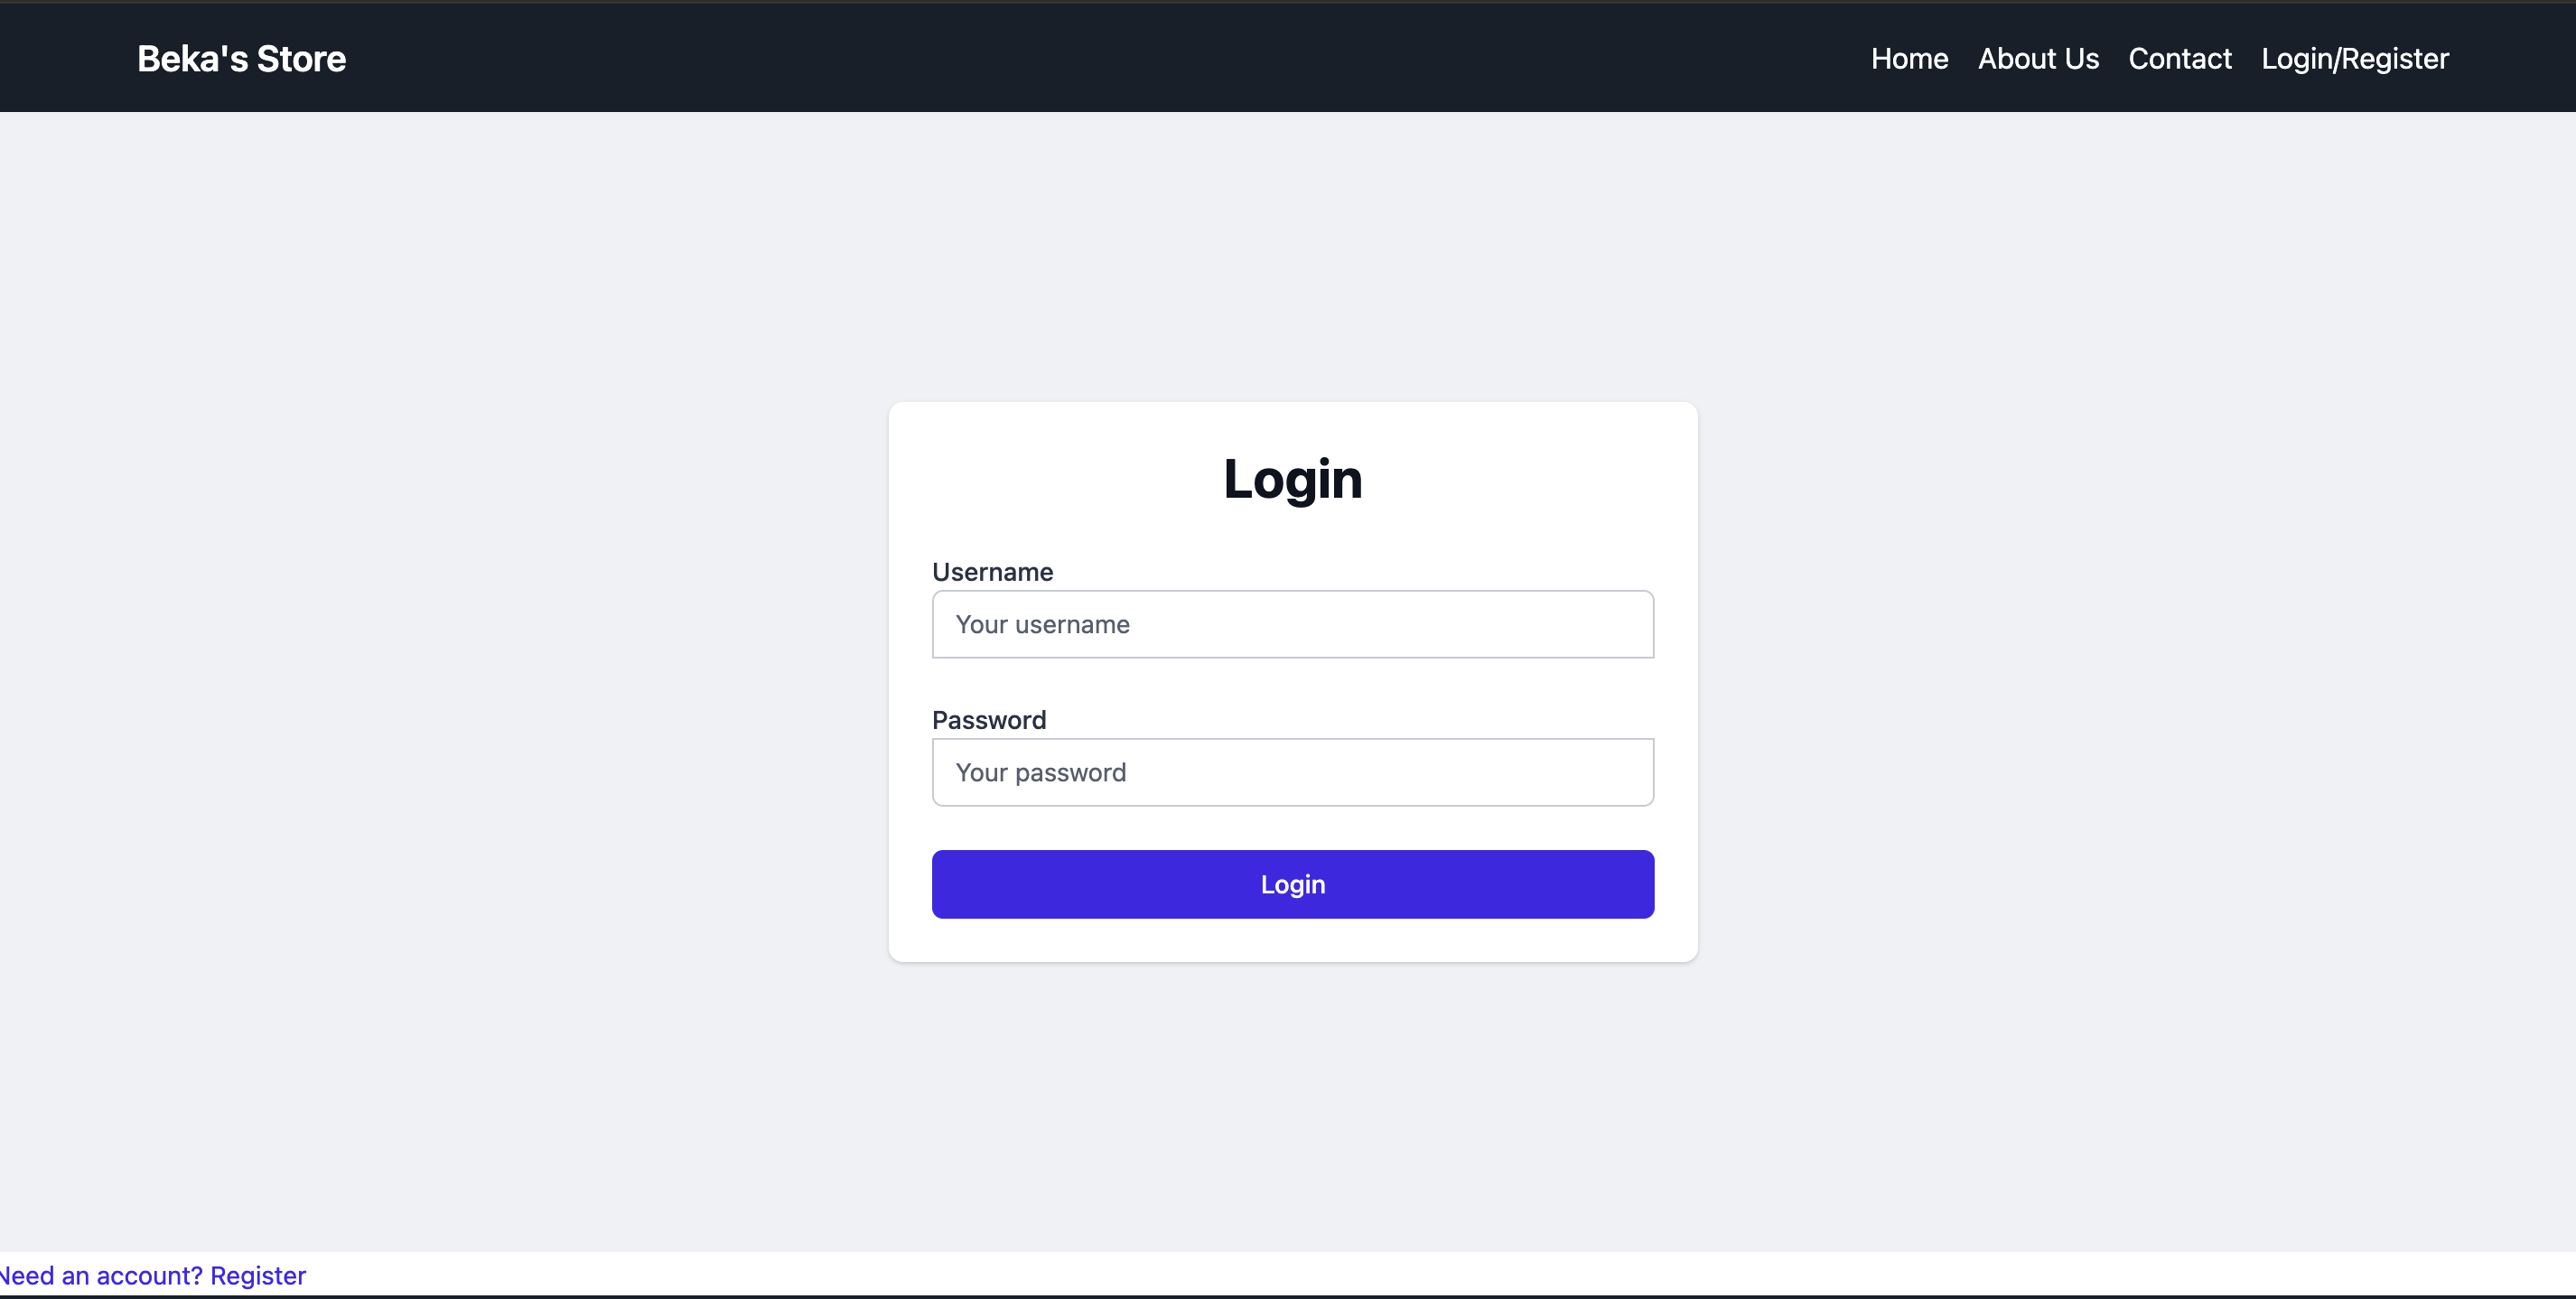 Beka's Store
Home About Us Contact Login/Register
Login
Username
Your username
Password
Your password
Login
Need an account? Register